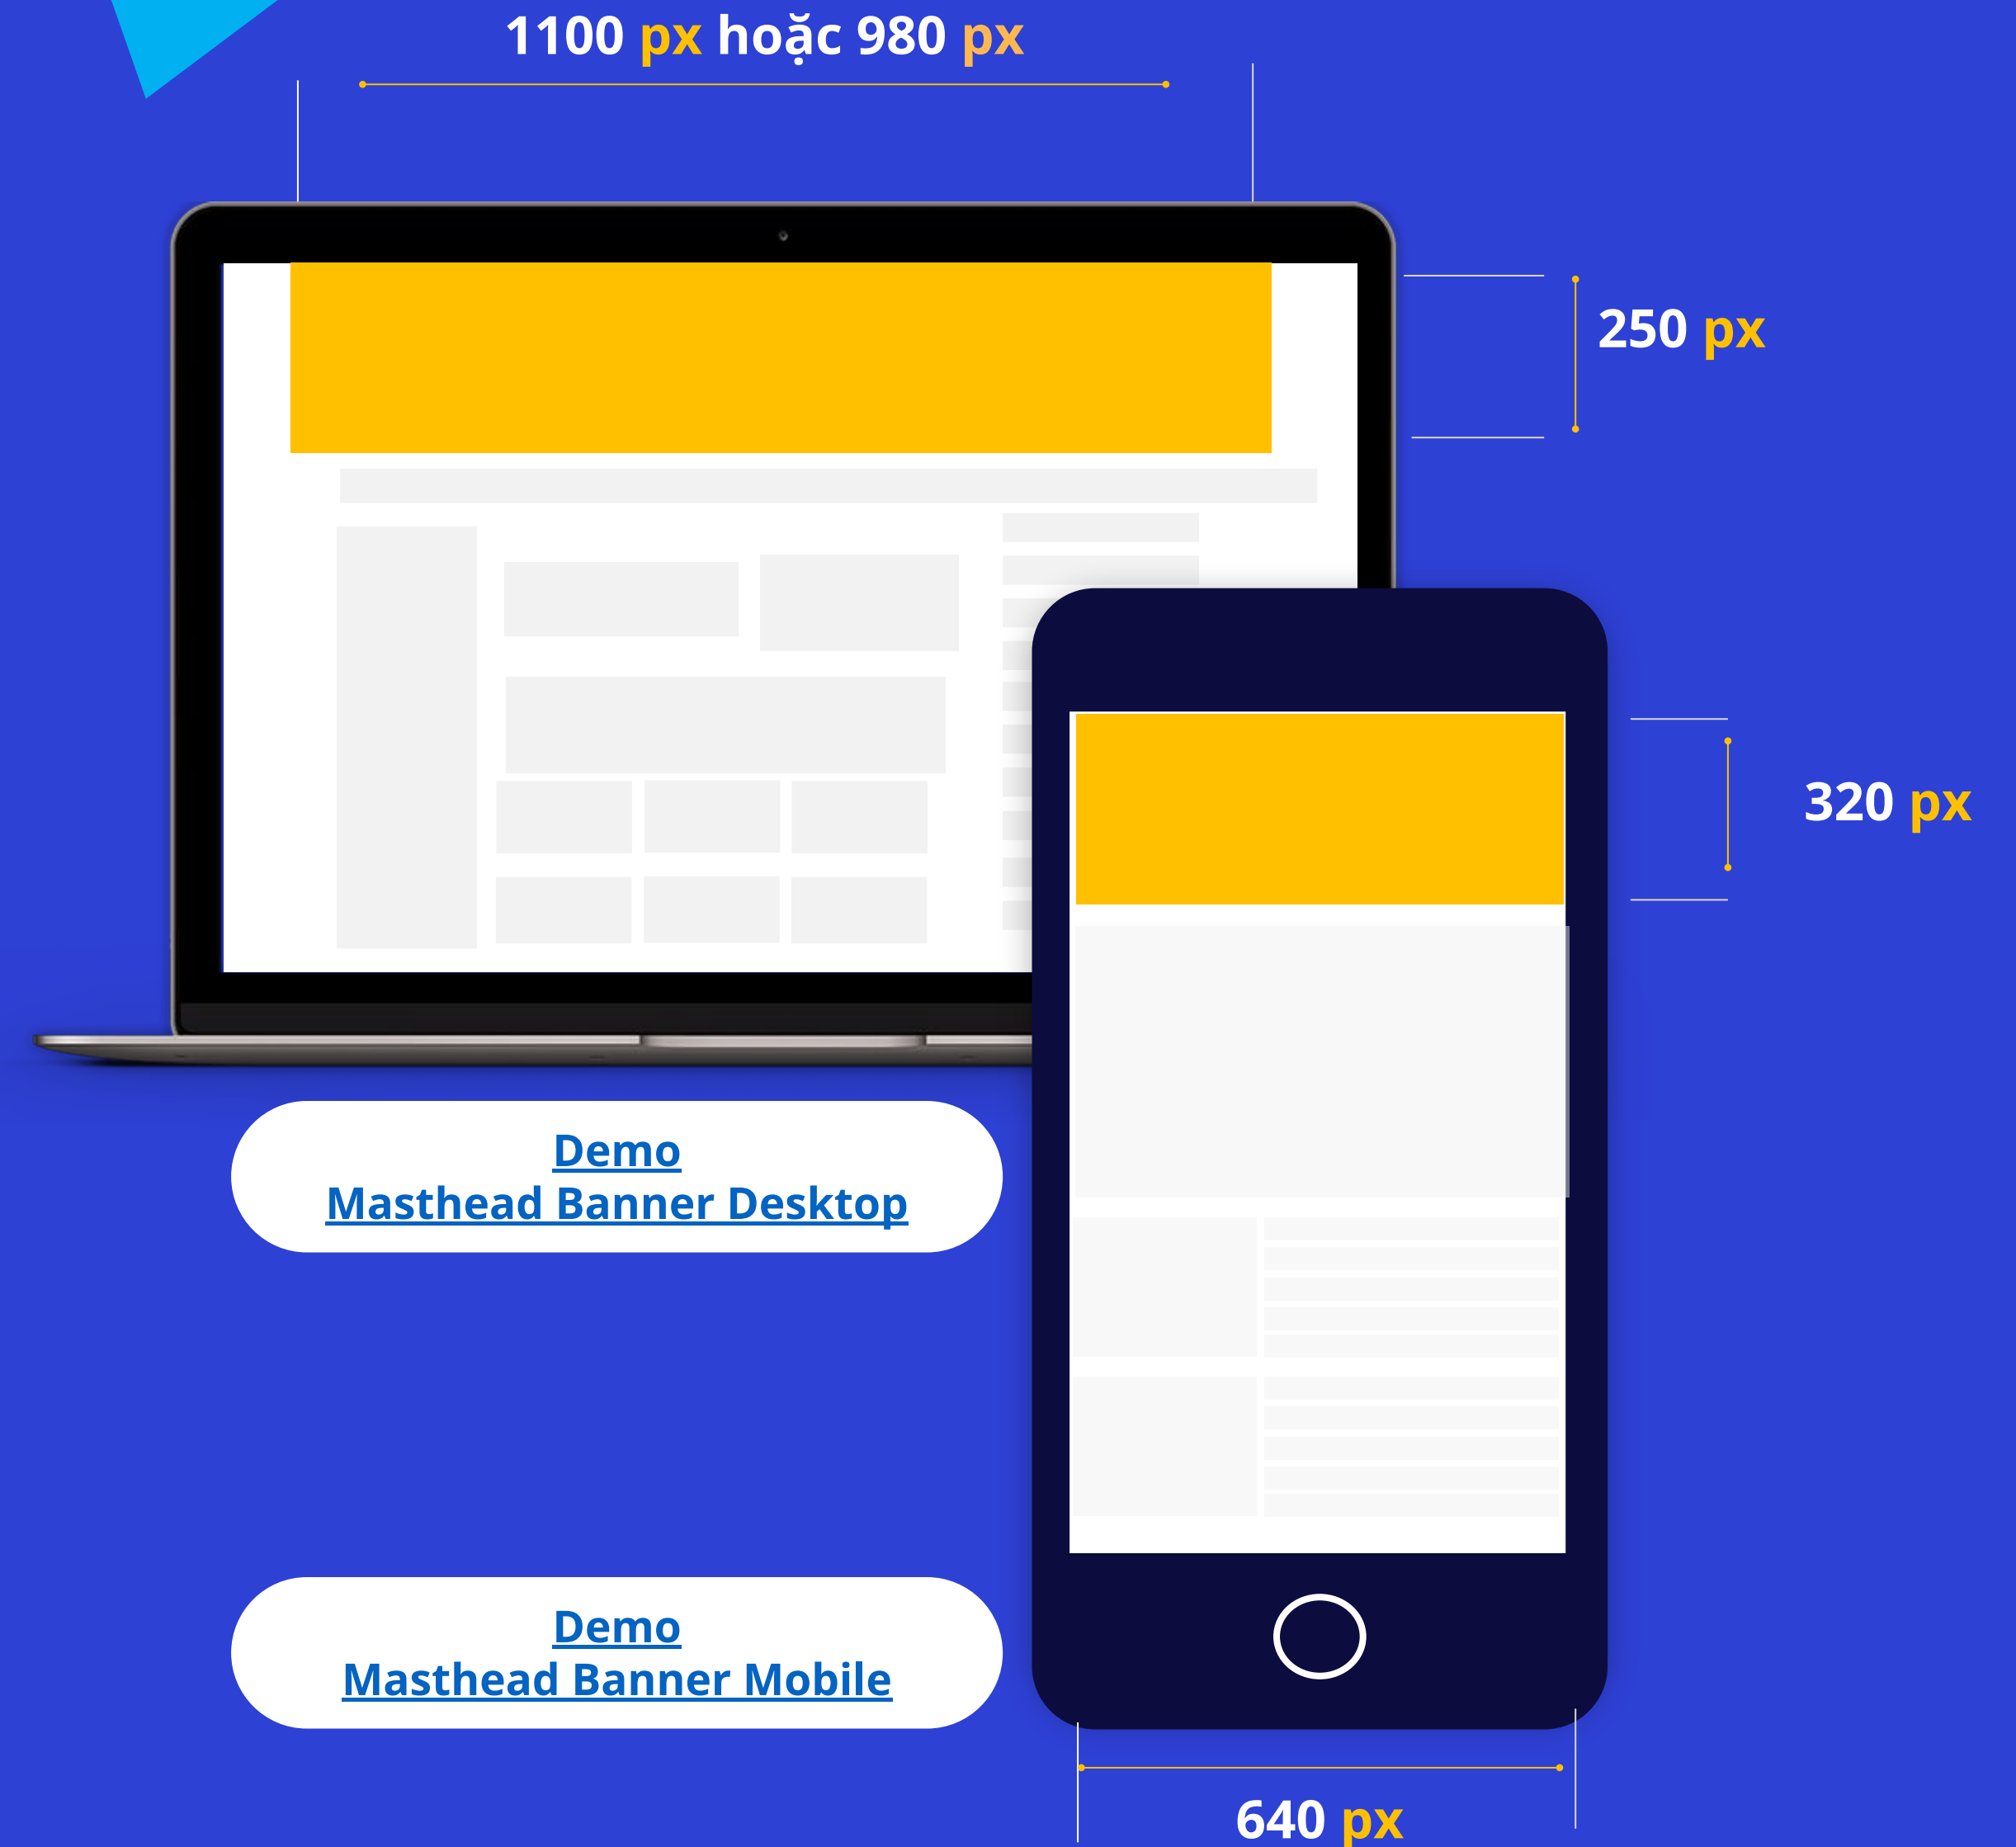 1100 px hoặc 980 px
250 px
320 px
Demo
Masthead Banner Desktop
Demo
Masthead Banner Mobile
640 px